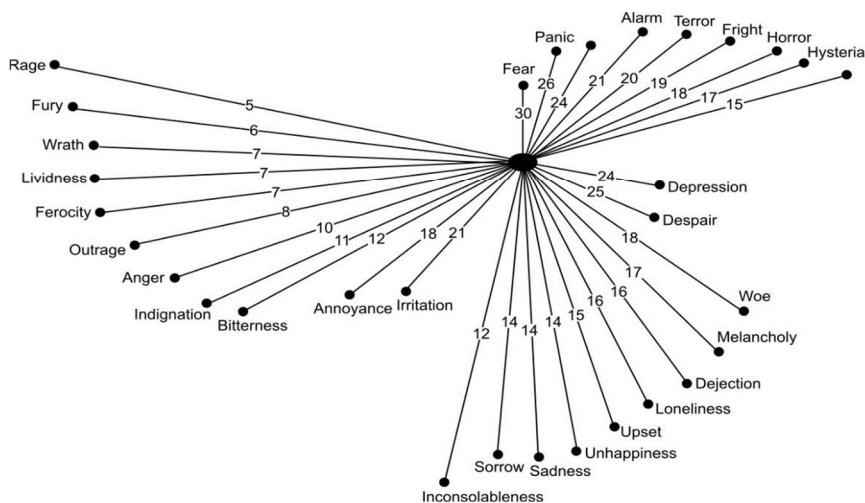 Alarm
Terror
Fright
Panic
Horror
Hysteria
Rage
Fear
26
21
20
5
24
19
18
Fury
30
17
15
6
Wrath
7
Lividness
7
24
Depression
7
25
Ferocity
8
Despair
10
18
21
18
Outrage
11
12
17
Anger
16
Irritation
Woe
Annoyance
16
Indignation
15
Bitterness
12
14
14
14
Melancholy
Dejection
Loneliness
Upset
Unhappiness
Sorrow
Sadness
Inconsolableness